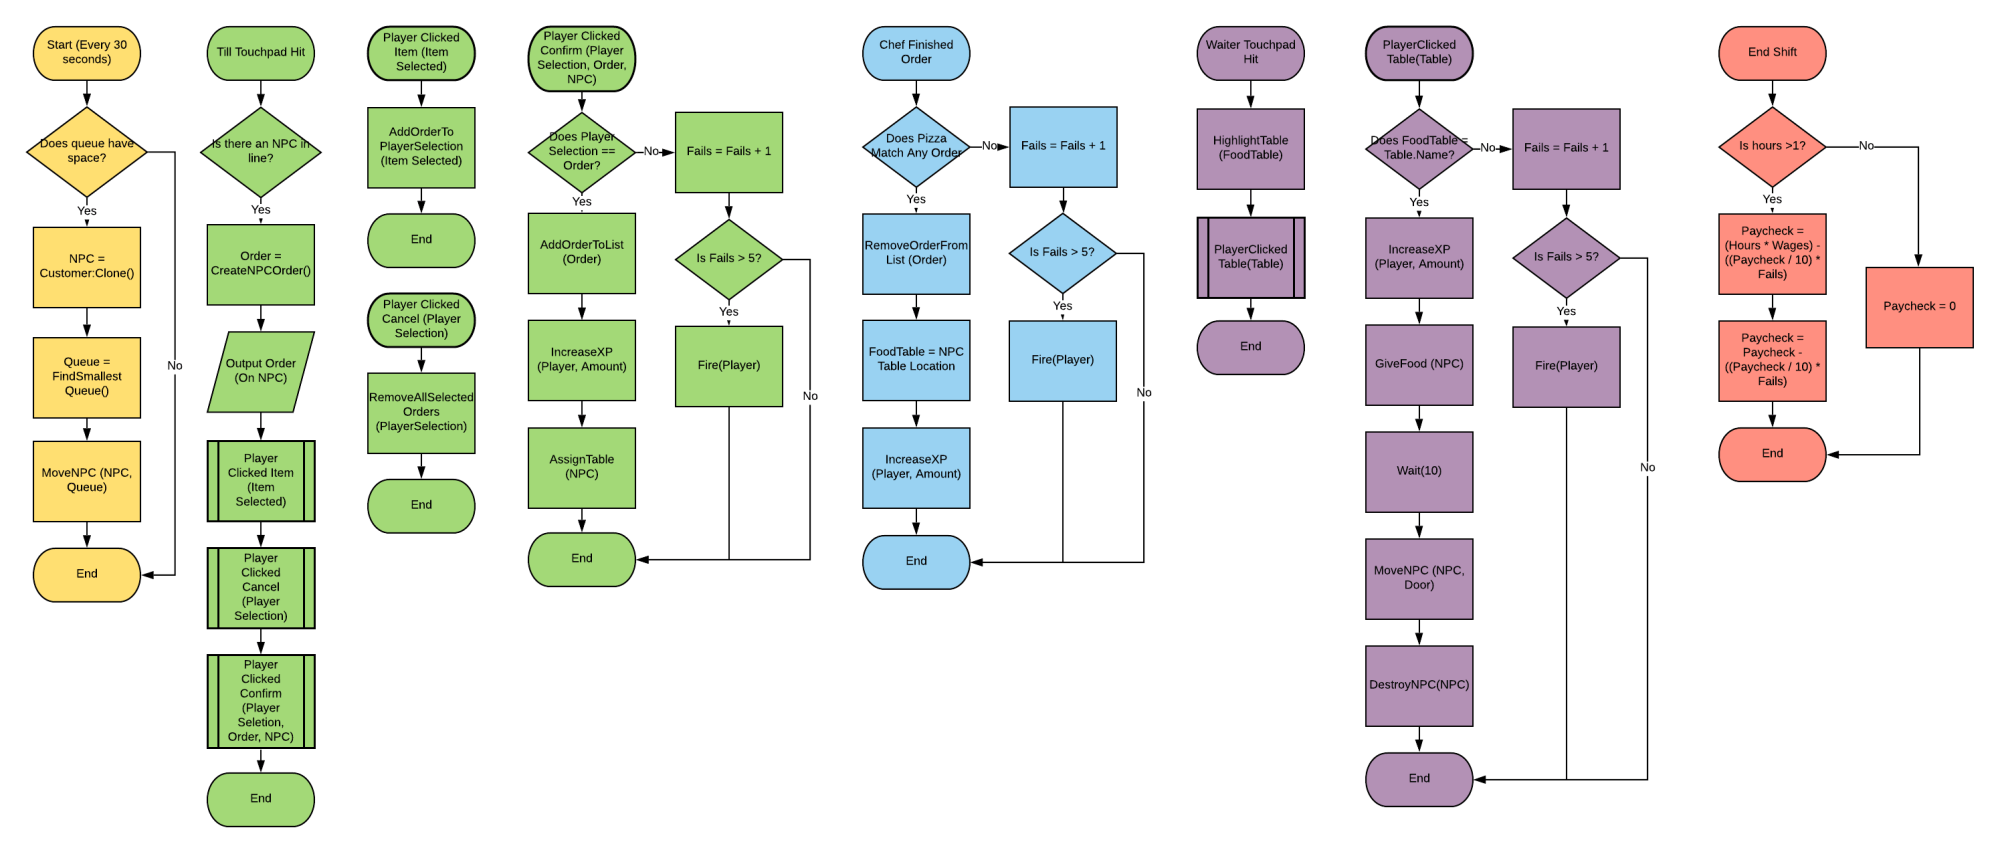 Start (Every 30
seconds)
Does queue have
space?
Yes
No
NPC =
Customer:Clone()
Queue =
FindSmallest
Queue()
MoveNPC (NPC,
Queue)
End
Till Touchpad Hit
Is there an NPC in
line?
Yes
Order =
CreateNPCOrder()
Output Order
(On NPC)
Player
Clicked Item
(Item
Selected)
Player
Clicked
Cancel
(Player
Selection)
Player
Clicked
Confirm
(Player
Seletion,
Order, NPC)
End
Player Clicked
Item (Item
Selected)
AddOrderTo
PlayerSelection
(Item Selected)
End
Player Clicked
Cancel (Player
Selection)
RemoveAllSelected
Orders
(PlayerSelection)
End
Player Clicked
Confirm (Player
Selection, Order,
NPC)
Does Player
Selection ==
Order?
No
Yes
Fails = Fails + 1
AddOrderToList
(Order)
Is Fails > 5?
Yes
No
IncreaseXP
(Player, Amount)
Fire(Player)
AssignTable
(NPC)
End
Chef Finished
Order
Does Pizza
Match Any Order
No
Yes
Fails = Fails + 1
RemoveOrderFrom
List (Order)
Is Fails > 5?
Yes
No
FoodTable = NPC
Table Location
Fire(Player)
IncreaseXP
(Player, Amount)
End
Waiter Touchpad
Hit
HighlightTable
(FoodTable)
PlayerClicked
Table(Table)
End
PlayerClicked
Table(Table)
Does FoodTable =
Table.Name?
No
Yes
Fails = Fails + 1
IncreaseXP
(Player, Amount)
Is Fails > 5?
Yes
No
GiveFood (NPC)
Fire(Player)
Wait(10)
MoveNPC (NPC,
Door)
DestroyNPC(NPC)
End
End Shift
Is hours >1?
No
Yes
Paycheck =
(Hours * Wages) -
((Paycheck / 10) *
Fails)
Paycheck = 0
Paycheck =
Paycheck -
((Paycheck / 10) *
Fails)
End